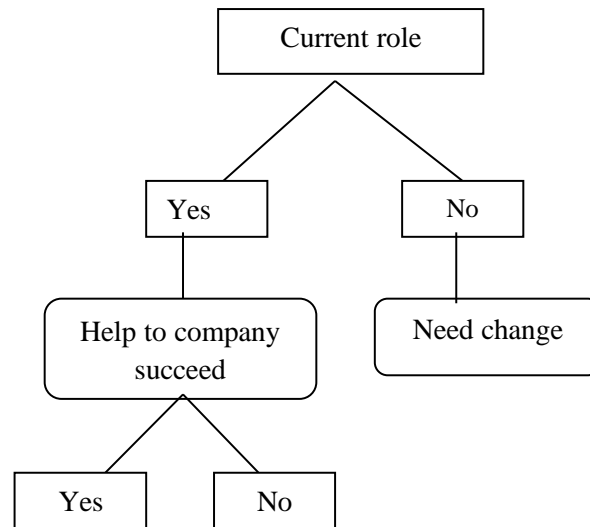 Current role
Yes
No
Help to company
succeed
Need change
Yes
No